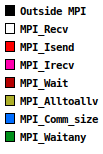 Outside MPI
MPI_Recv
MPI_Isend
MPI_Irecv
MPI_Wait
MPI_Alltoallv
MPI_Comm_size
MPI_Waitany